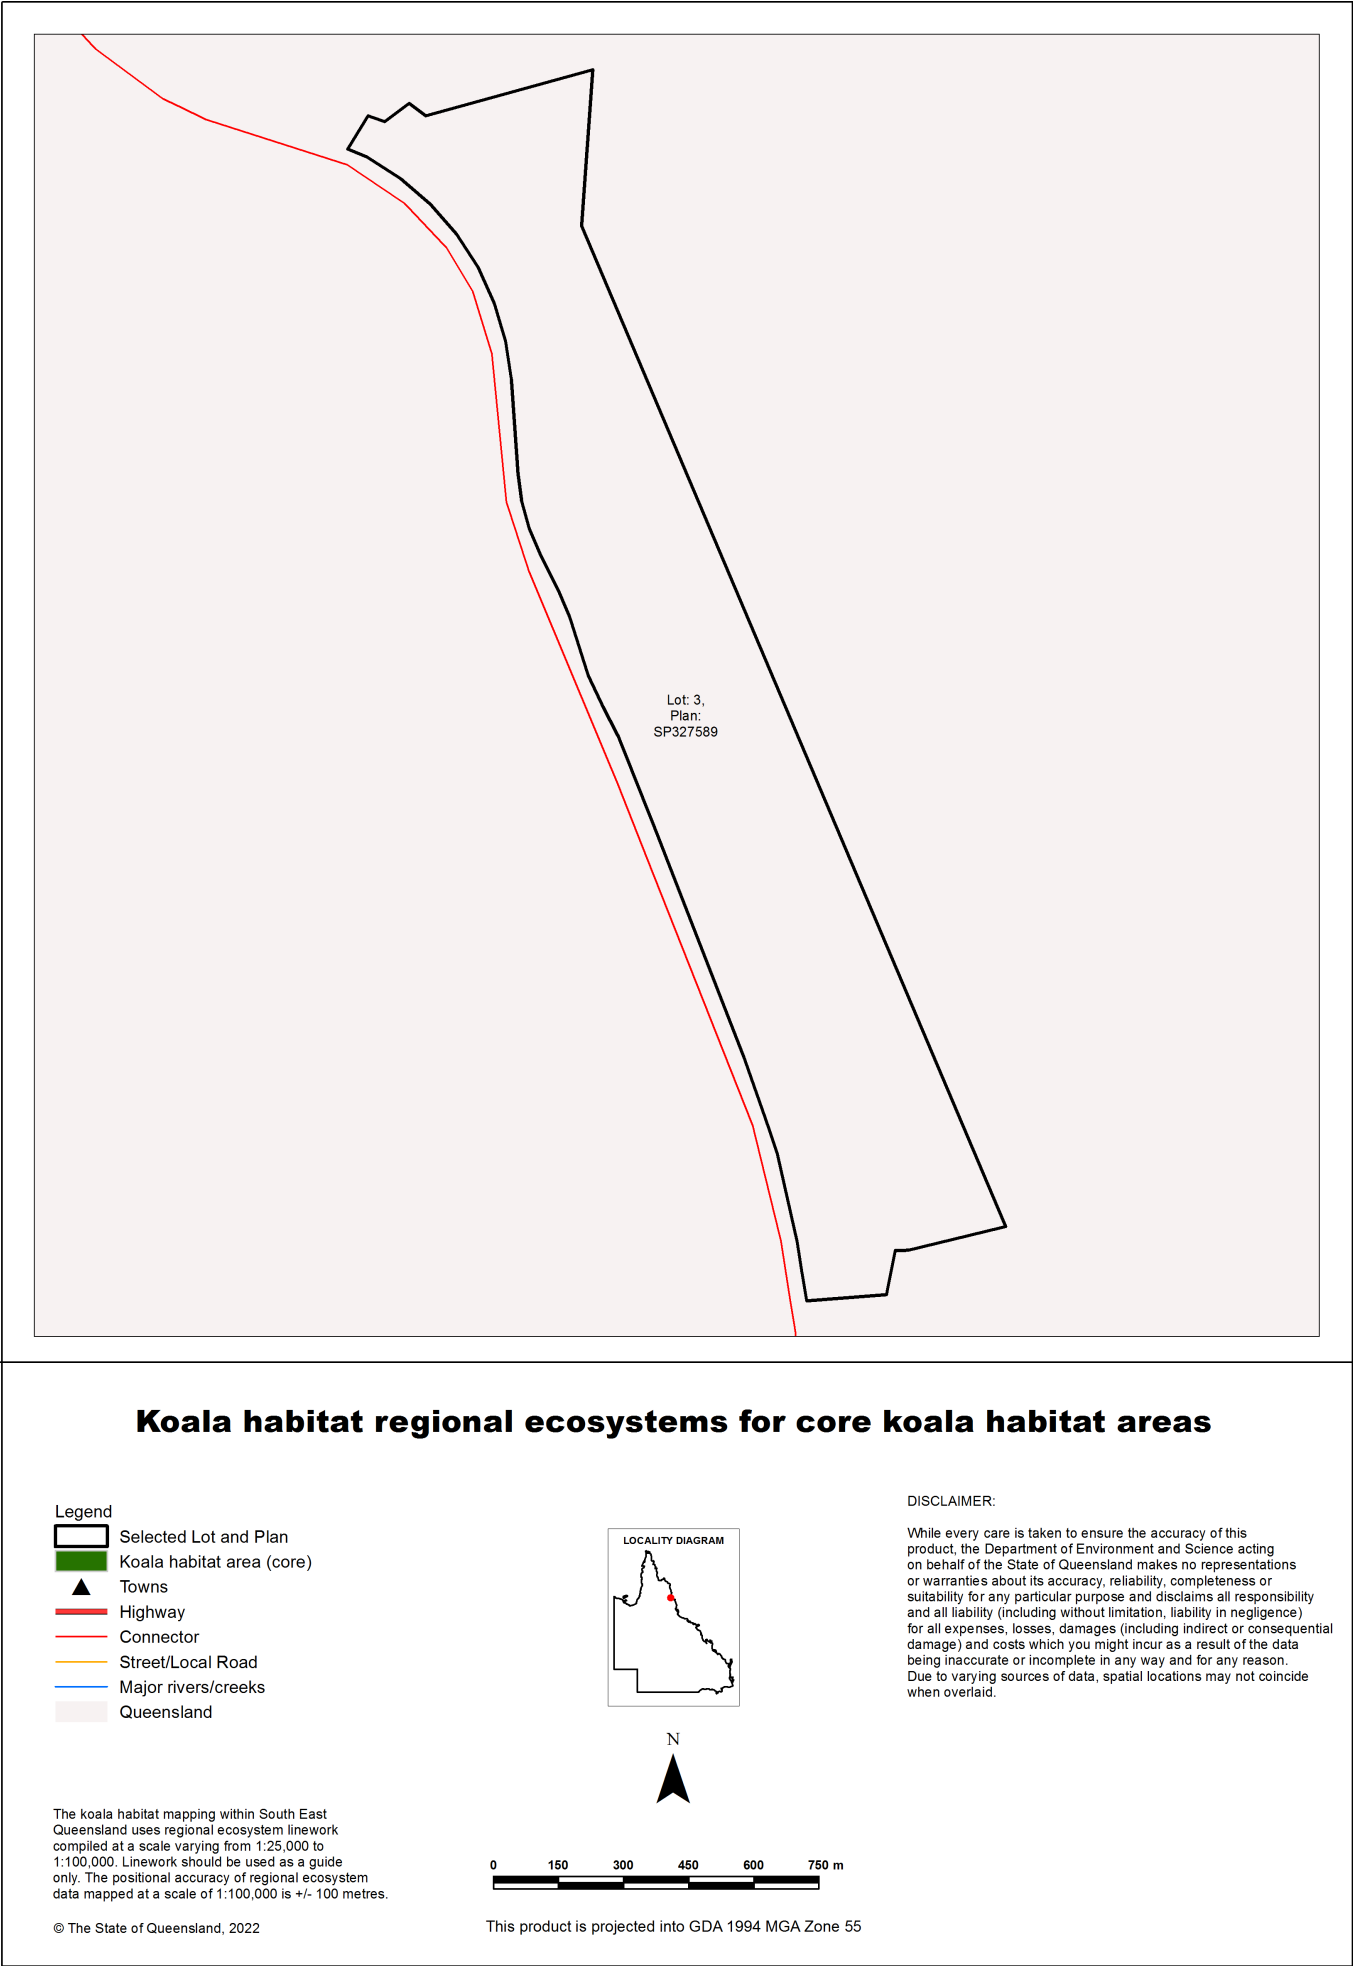 Lot: 3,
Plan:
SP327589
Koala habitat regional ecosystems for core koala habitat areas
Legend
Selected Lot and Plan
Koala habitat area (core)
Towns
Highway
Connector
Street/Local Road
Major rivers/creeks
Queensland
The koala habitat mapping within South East
Queensland uses regional ecosystem linework
compiled at a scale varying from 1:25,000 to
1:100,000. Linework should be used as a guide
only. The positional accuracy of regional ecosystem
data mapped at a scale of 1:100,000 is +/- 100 metres.
© The State of Queensland, 2022
LOCALITY DIAGRAM
N
0 150 300 450 600 750 m
This product is projected into GDA 1994 MGA Zone 55
DISCLAIMER:
While every care is taken to ensure the accuracy of this
product, the Department of Environment and Science acting
on behalf of the State of Queensland makes no representations
or warranties about its accuracy, reliability, completeness or
suitability for any particular purpose and disclaims all responsibility
and all liability (including without limitation, liability in negligence)
for all expenses, losses, damages (including indirect or consequential
damage) and costs which you might incur as a result of the data
being inaccurate or incomplete in any way and for any reason.
Due to varying sources of data, spatial locations may not coincide
when overlaid.